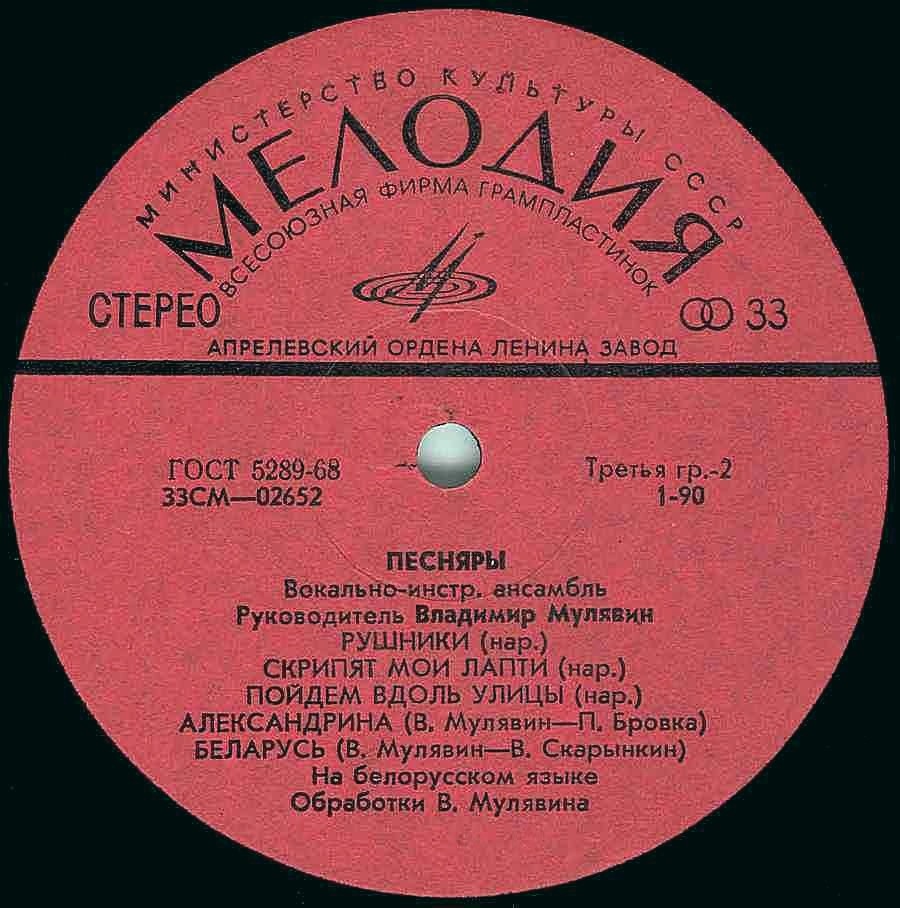 МИНИСТЕРСТВО КУЛЬТУРЫ СССР
МЕЛОДИЯ
ВСЕСОЮЗНАЯ ФИРМА ГРАМПЛАСТИНОК
СТЕРЕО
33
АПРЕЛЕВСКИЙ ОРДЕНА ЛЕНИНА ЗАВОД
ГОСТ 5289-68
Третья гр.-2
33СМ—02652
1-90
ПЕСНЯРЫ
Вокально-инстр. ансамбль
Руководитель Владимир Мулявин
РУШНИКИ (нар.)
СКРИПЯТ МОИ ЛАПТИ (нар.)
ПОЙДЕМ ВДОЛЬ УЛИЦЫ (нар.)
АЛЕКСАНДРИНА (В. Мулявин—П. Бровка)
БЕЛАРУСЬ (В. Мулявин—В. Скарынкин)
На белорусском языке
Обработки В. Мулявина